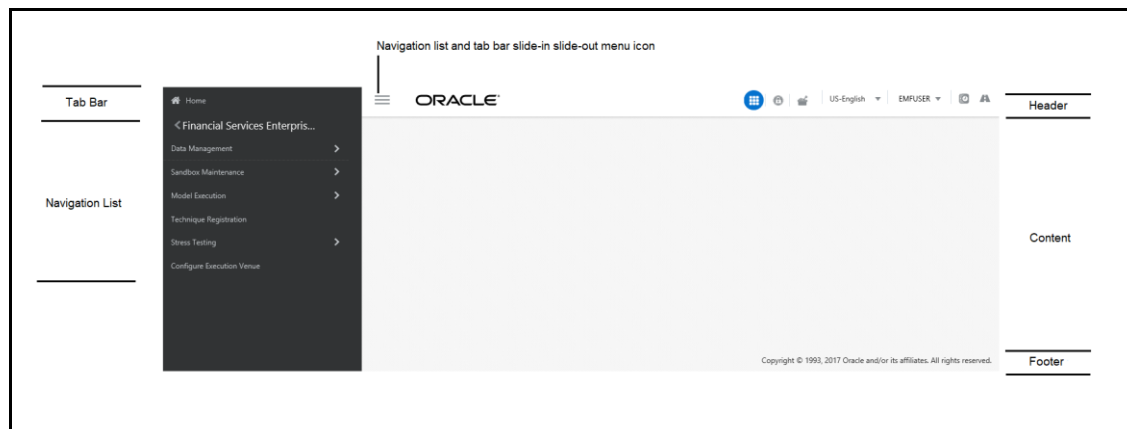 Navigation list and tab bar slide-in slide-out menu icon
Tab Bar
Home
ORACLE
US-English
EMFUSER
Header
Financial Services Enterpris...
Data Management
Sandbox Maintenance
Model Execution
Navigation List
Technique Registration
Stress Testing
Content
Configure Execution Venue
Copyright © 1993, 2017 Oracle and/or its affiliates. All rights reserved.
Footer